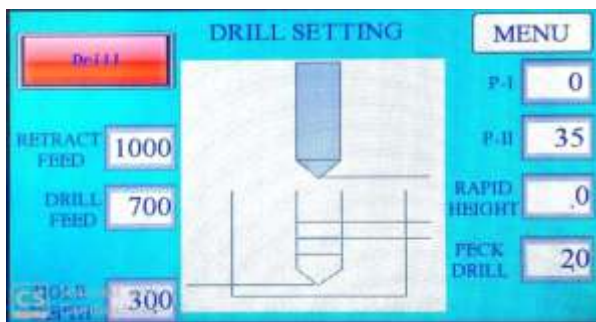 DRILL SETTING
MENU
Drill
P-I 0
RETRACT FEED 1000
P-II 35
DRILL FEED 700
RAPID HEIGHT 0
PECK DRILL 20
300
CS